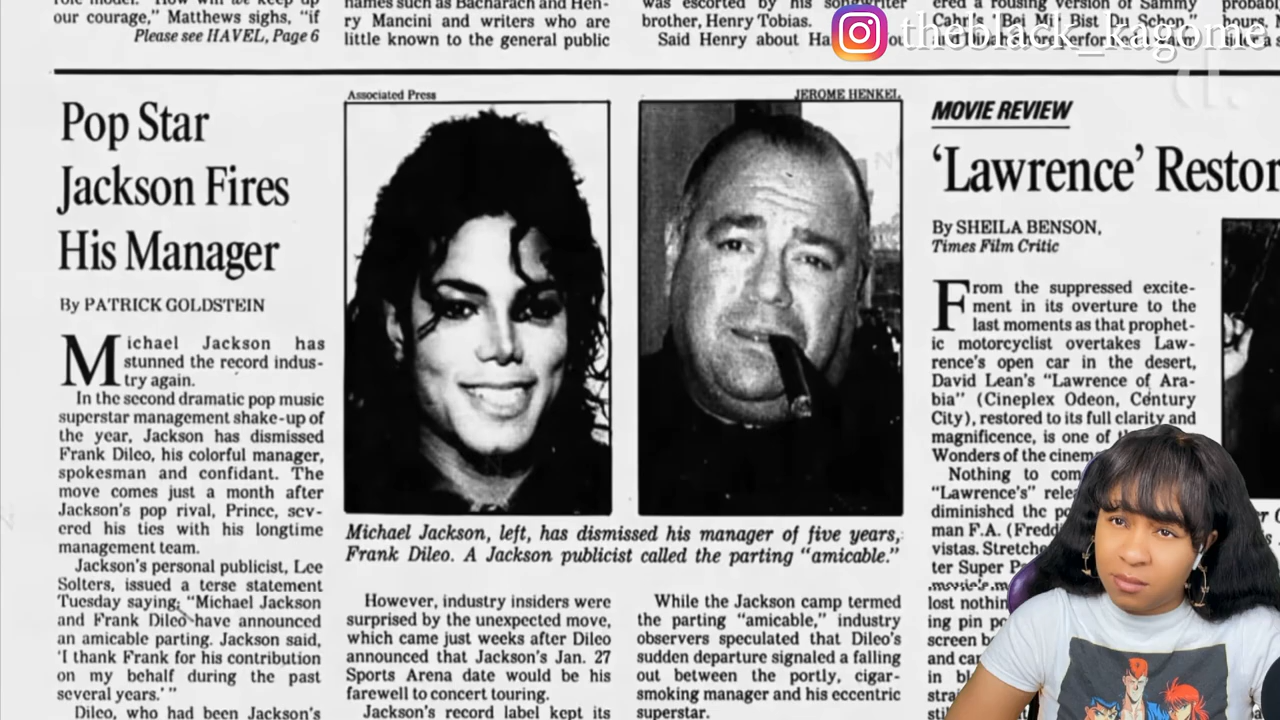 role model. How will we keep up
our courage,” Matthews sighs, “if
Please see HAVEL, Page 6
names such as Bacharach and Hen-
ry Mancini and writers who are
little known to the general public
was escorted by his songwriter
brother, Henry Tobias.
Said Henry about
ered a rousing version of Sammy
theblack_kagome
d.
Pop Star
Jackson Fires
His Manager
By PATRICK GOLDSTEIN
Michael Jackson has
stunned the record indus-
try again.
In the second dramatic pop music
superstar management shake-up of
the year, Jackson has dismissed
Frank Dileo, his colorful manager,
spokesman and confidant. The
move comes just a month after
Jackson's pop rival, Prince, sev-
ered his ties with his longtime
management team.
Jackson's personal publicist, Lee
Solters, issued a terse statement
Tuesday saying: “Michael Jackson
and Frank Dileo have announced
an amicable parting. Jackson said,
‘I thank Frank for his contribution
on my behalf during the past
several years.’ ”
Dileo, who had been Jackson's
Associated Press
JEROME HENKEL
Michael Jackson, left, has dismissed his manager of five years,
Frank Dileo. A Jackson publicist called the parting “amicable.”
However, industry insiders were
surprised by the unexpected move,
which came just weeks after Dileo
announced that Jackson's Jan. 27
Sports Arena date would be his
farewell to concert touring.
Jackson's record label kept its
While the Jackson camp termed
the parting “amicable,” industry
observers speculated that Dileo's
sudden departure signaled a falling
out between the portly, cigar-
smoking manager and his eccentric
superstar.
MOVIE REVIEW
‘Lawrence’ Restor
By SHEILA BENSON,
Times Film Critic
From the suppressed excite-
ment in its overture to the
last moments as that prophet-
ic motorcyclist overtakes Law-
rence's open car in the desert,
David Lean's “Lawrence of Ara-
bia” (Cineplex Odeon, Century
City), restored to its full clarity and
magnificence, is one of
Wonders of the
Nothing to
“Lawrence's”
diminished the
man F.A.
vistas.
ter Super
lost
ing pin
screen
and
in